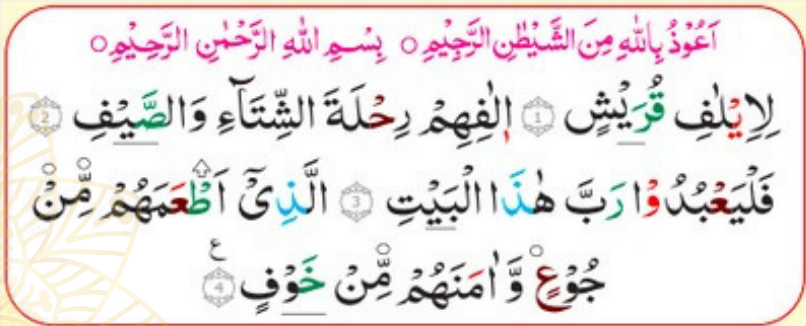 اَعُوْذُ بِاللّٰهِ مِنَ الشَّيْطٰنِ الرَّجِيْمِ ○ بِسْمِ اللّٰهِ الرَّحْمٰنِ الرَّحِيْمِ ○
لِاِيْلٰفِ قُرَيْشٍ ۝١ اٖلٰفِهِمْ رِحْلَةَ الشِّتَآءِ وَالصَّيْفِ ۝٢
فَلْيَعْبُدُوْا رَبَّ هٰذَا الْبَيْتِ ۝٣ الَّذِيْۤ اَطْعَمَهُمْ مِّنْ
جُوْعٍ وَّاٰمَنَهُمْ مِّنْ خَوْفٍ ۝٤ ع